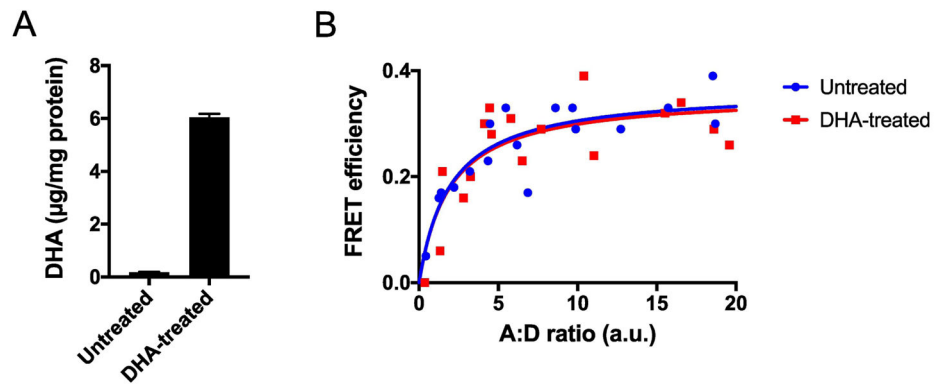 A
DHA (µg/mg protein)
8
6
4
2
0
Untreated
DHA-treated
B
FRET efficiency
0.4
0.2
0.0
0
5
10
15
20
A:D ratio (a.u.)
Untreated
DHA-treated